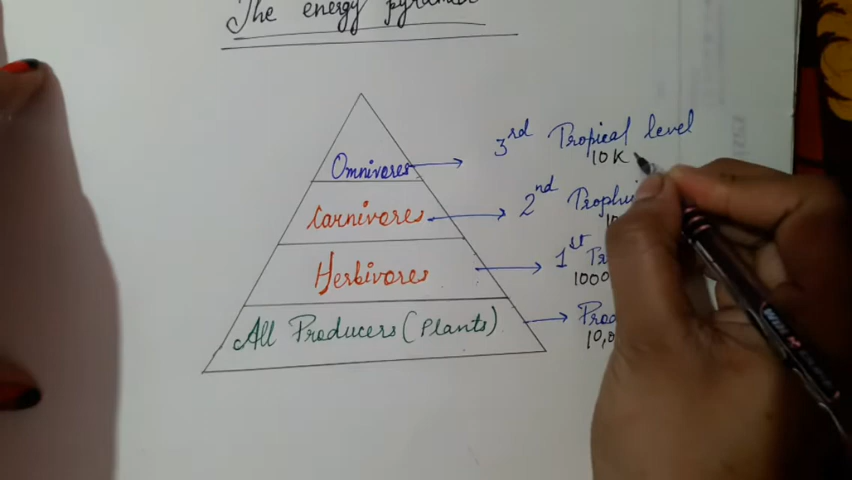 The energy
Omnivores
3rd Tropical level
10K
Carnivores
2nd
Herbivores
1st
1000
All Producers (Plants)